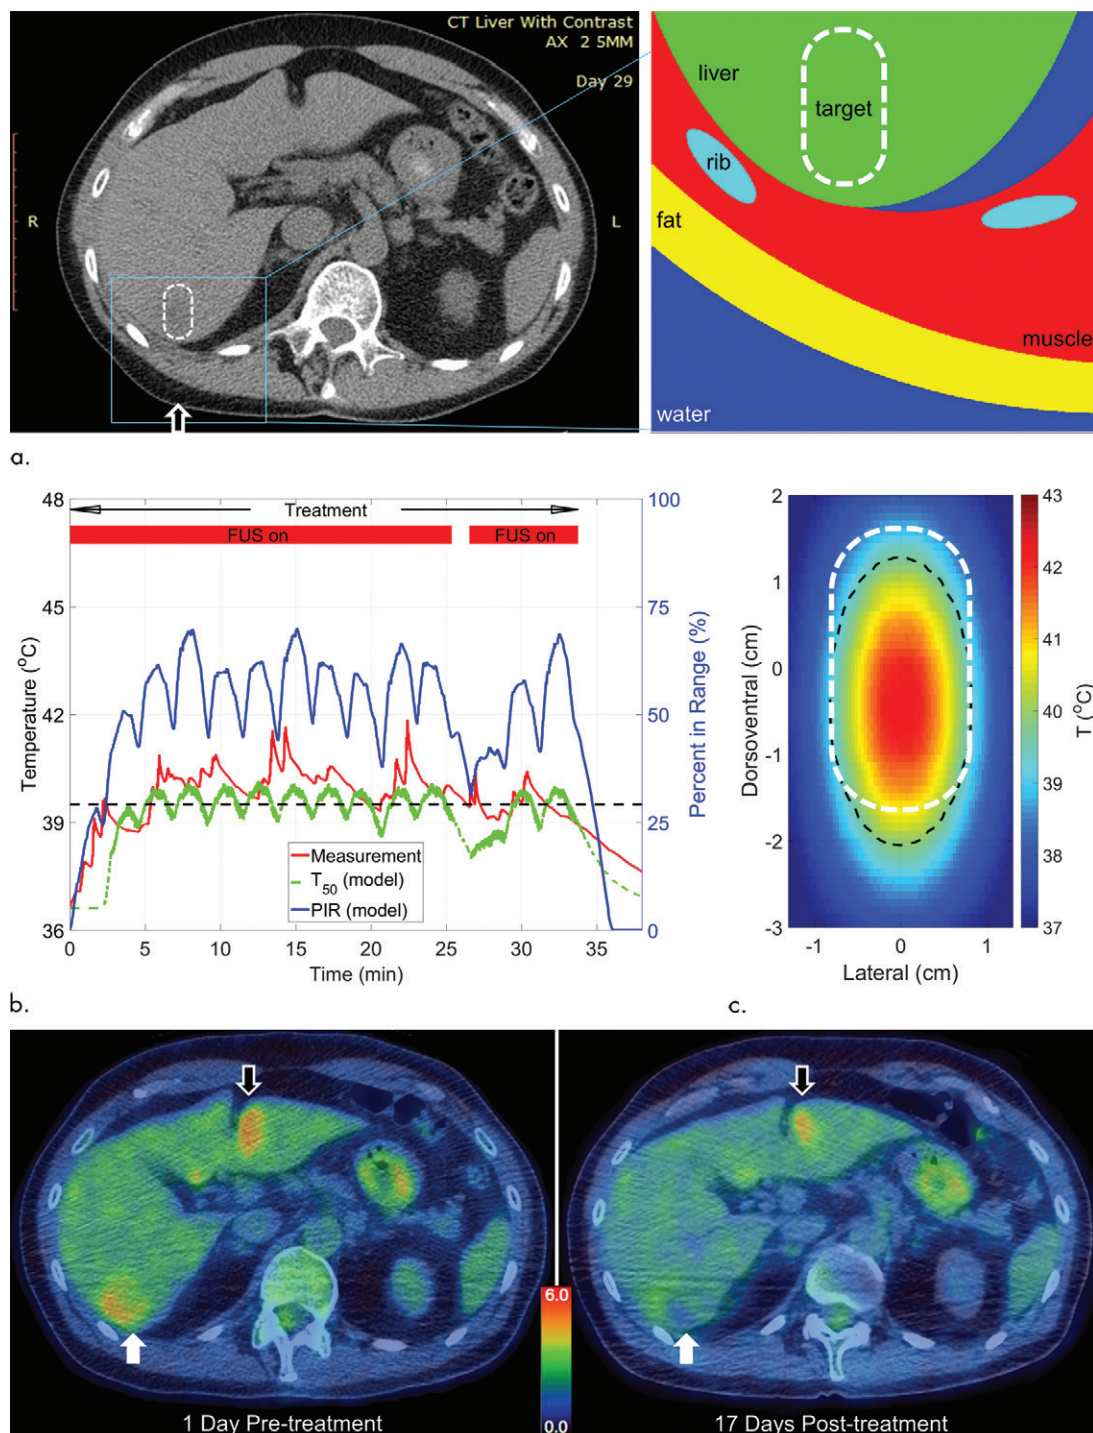 CT Liver With Contrast
AX 2 5MM
Day 29
R
L
liver
target
rib
fat
muscle
water
a.
Treatment
FUS on
FUS on
Temperature (°C)
48
45
42
39
36
Percent in Range (%)
100
75
50
25
0
Measurement
T50 (model)
PIR (model)
0 5 10 15 20 25 30 35
Time (min)
Dorsoventral (cm)
2
1
0
-1
-2
-3
-1 0 1
Lateral (cm)
43
42
41
40
39
38
37
T (°C)
b.
c.
6.0
0.0
1 Day Pre-treatment
17 Days Post-treatment